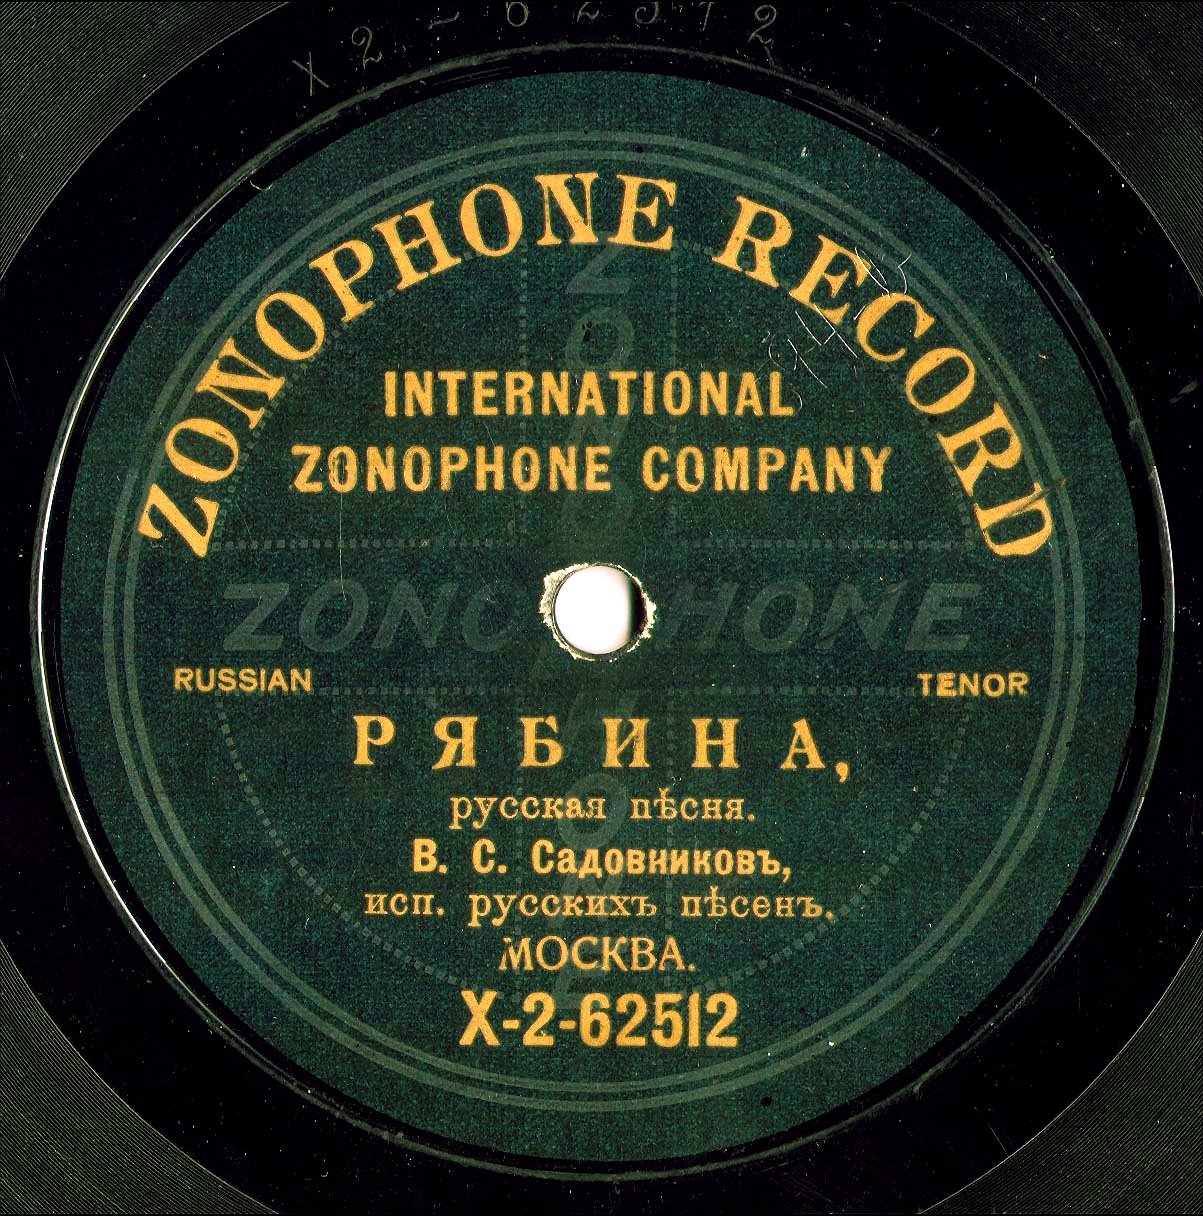 X 2 - 62512
ZONOPHONE RECORD
INTERNATIONAL
ZONOPHONE COMPANY
ZONOPHONE
RUSSIAN
TENOR
РЯБИНА,
русская пѣсня.
В. С. Садовниковъ,
исп. русскихъ пѣсенъ.
МОСКВА.
X-2-62512